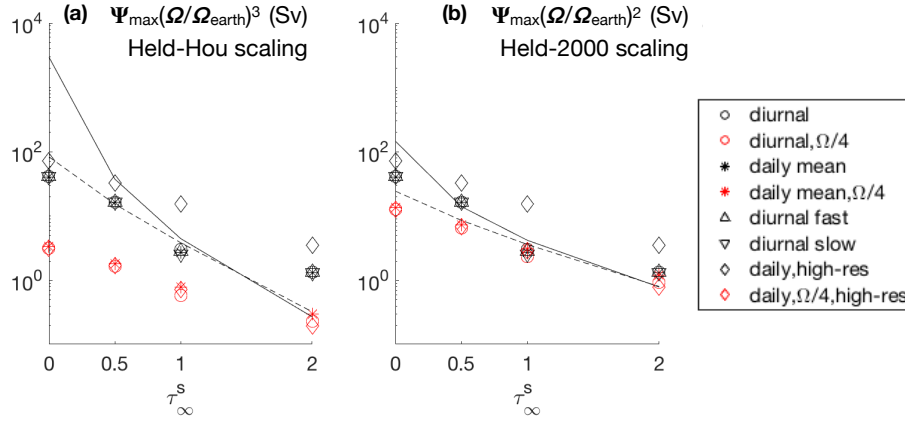 (a) Ψmax(Ω/Ωearth)³ (Sv)
Held-Hou scaling
10⁴
10²
10⁰
0 0.5 1 2
τˢ∞
(b) Ψmax(Ω/Ωearth)² (Sv)
Held-2000 scaling
10⁴
10²
10⁰
0 0.5 1 2
τˢ∞
diurnal
diurnal,Ω/4
daily mean
daily mean,Ω/4
diurnal fast
diurnal slow
daily,high-res
daily,Ω/4,high-res